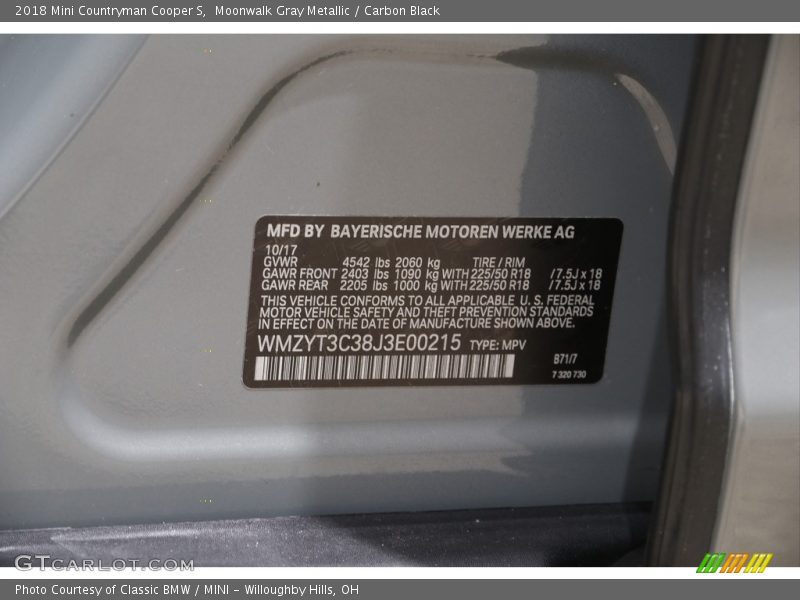 2018 Mini Countryman Cooper S,  Moonwalk Gray Metallic / Carbon Black
MFD BY BAYERISCHE MOTOREN WERKE AG
10/17
GVWR 4542 lbs 2060 kg TIRE / RIM
GAWR FRONT 2403 lbs 1090 kg WITH 225/50 R18 /7.5J x 18
GAWR REAR 2205 lbs 1000 kg WITH 225/50 R18 /7.5J x 18
THIS VEHICLE CONFORMS TO ALL APPLICABLE U. S. FEDERAL
MOTOR VEHICLE SAFETY AND THEFT PREVENTION STANDARDS
IN EFFECT ON THE DATE OF MANUFACTURE SHOWN ABOVE.
WMZYT3C38J3E00215 TYPE: MPV
B71/7
7 320 730
GTCARLOT.COM
Photo Courtesy of Classic BMW / MINI - Willoughby Hills, OH